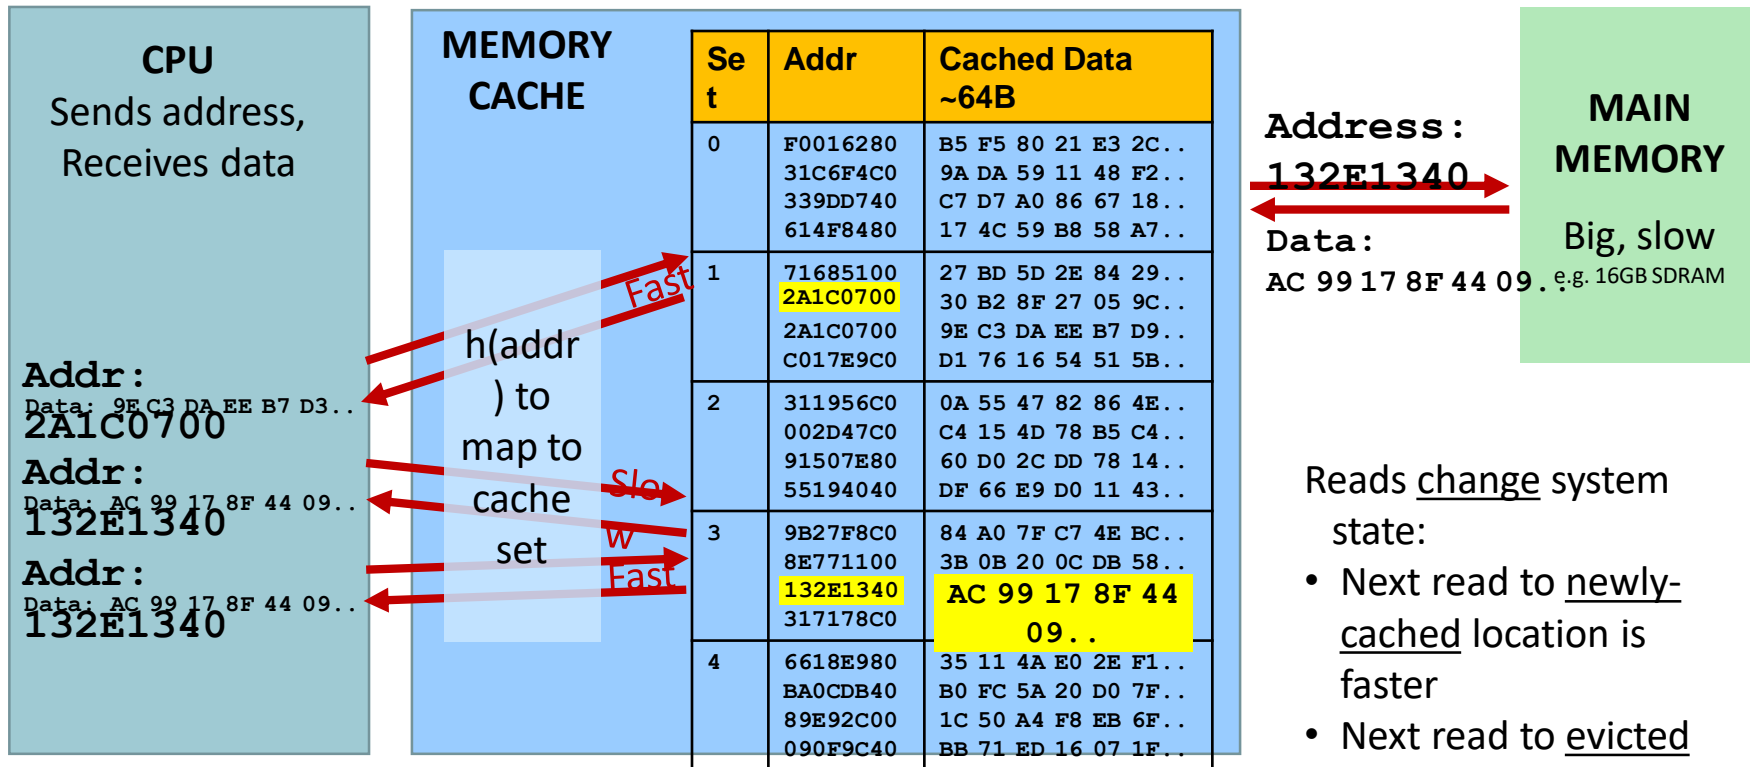 CPU
Sends address,
Receives data
Addr:
Data: 9E C3 DA EE B7 D3..
2A1C0700
Addr:
Data: AC 99 17 8F 44 09..
132E1340
Addr:
Data: AC 99 17 8F 44 09..
132E1340
MEMORY
CACHE
h(addr
) to
map to
cache
set
Fast
Slo
w
Fast
Se
t
Addr
Cached Data
~64B
0
F0016280 B5 F5 80 21 E3 2C..
31C6F4C0 9A DA 59 11 48 F2..
339DD740 C7 D7 A0 86 67 18..
614F8480 17 4C 59 B8 58 A7..
1
71685100 27 BD 5D 2E 84 29..
2A1C0700 30 B2 8F 27 05 9C..
2A1C0700 9E C3 DA EE B7 D9..
C017E9C0 D1 76 16 54 51 5B..
2
311956C0 0A 55 47 82 86 4E..
002D47C0 C4 15 4D 78 B5 C4..
91507E80 60 D0 2C DD 78 14..
55194040 DF 66 E9 D0 11 43..
3
9B27F8C0 84 A0 7F C7 4E BC..
8E771100 3B 0B 20 0C DB 58..
132E1340 AC 99 17 8F 44
09..
317178C0
4
6618E980 35 11 4A E0 2E F1..
BA0CDB40 B0 FC 5A 20 D0 7F..
89E92C00 1C 50 A4 F8 EB 6F..
090F9C40 BB 71 ED 16 07 1F..
Address:
132E1340
Data:
AC 99 17 8F 44 09..
MAIN
MEMORY
Big, slow
e.g. 16GB SDRAM
Reads change system
state:
• Next read to newly-
cached location is
faster
• Next read to evicted